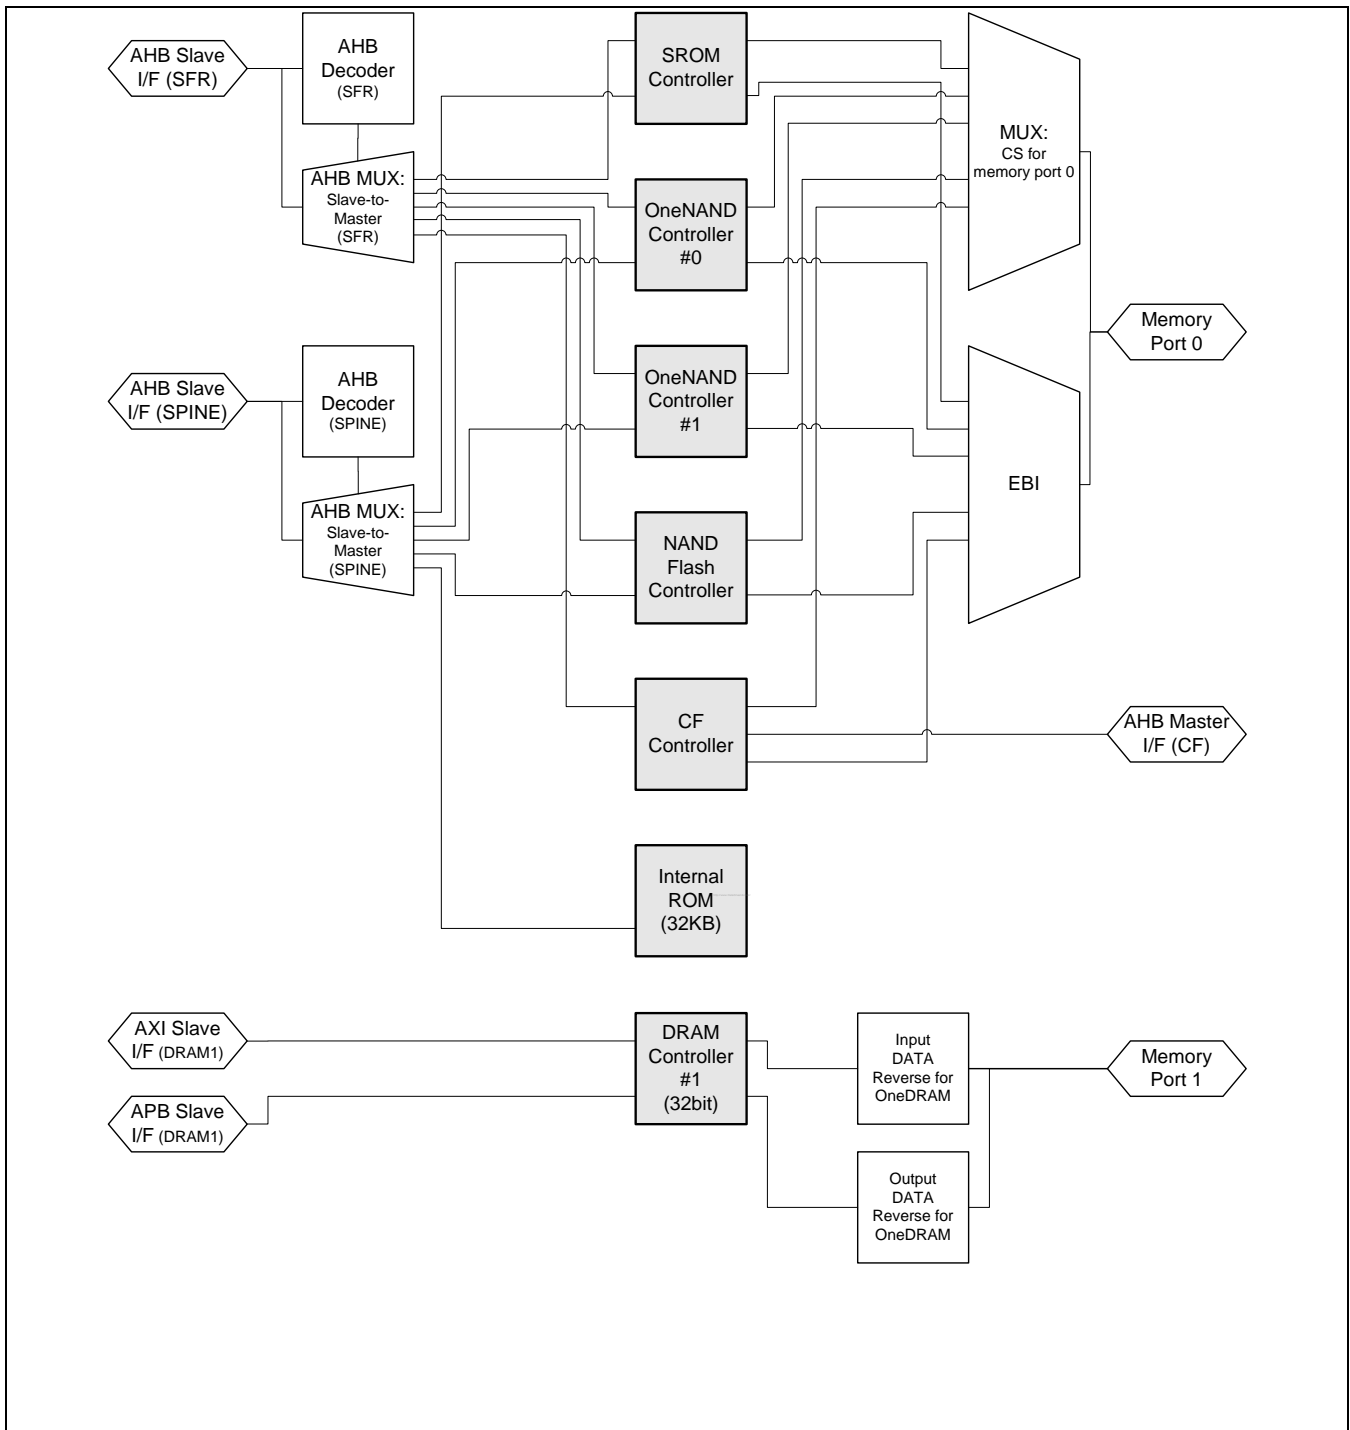 AHB Slave
I/F (SFR)
AHB
Decoder
(SFR)
AHB MUX:
Slave-to-
Master
(SFR)
SROM
Controller
MUX:
CS for
memory port 0
OneNAND
Controller
#0
Memory
Port 0
AHB Slave
I/F (SPINE)
AHB
Decoder
(SPINE)
AHB MUX:
Slave-to-
Master
(SPINE)
OneNAND
Controller
#1
EBI
NAND
Flash
Controller
CF
Controller
AHB Master
I/F (CF)
Internal
ROM
(32KB)
AXI Slave
I/F (DRAM1)
APB Slave
I/F (DRAM1)
DRAM
Controller
#1
(32bit)
Input
DATA
Reverse for
OneDRAM
Memory
Port 1
Output
DATA
Reverse for
OneDRAM